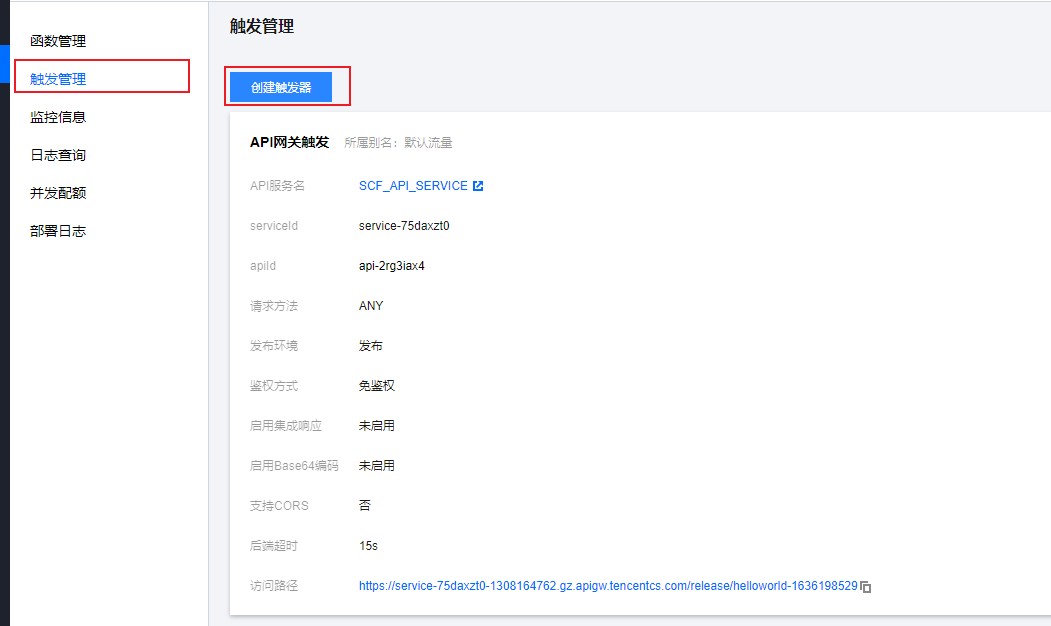 函数管理
触发管理
监控信息
日志查询
并发配额
部署日志
触发管理
创建触发器
API网关触发 所属别名：默认流量
API服务名 SCF_API_SERVICE
serviceId service-75daxzt0
apiId api-2rg3iax4
请求方法 ANY
发布环境 发布
鉴权方式 免鉴权
启用集成响应 未启用
启用Base64编码 未启用
支持CORS 否
后端超时 15s
访问路径 https://service-75daxzt0-1308164762.gz.apigw.tencentcs.com/release/helloworld-1636198529